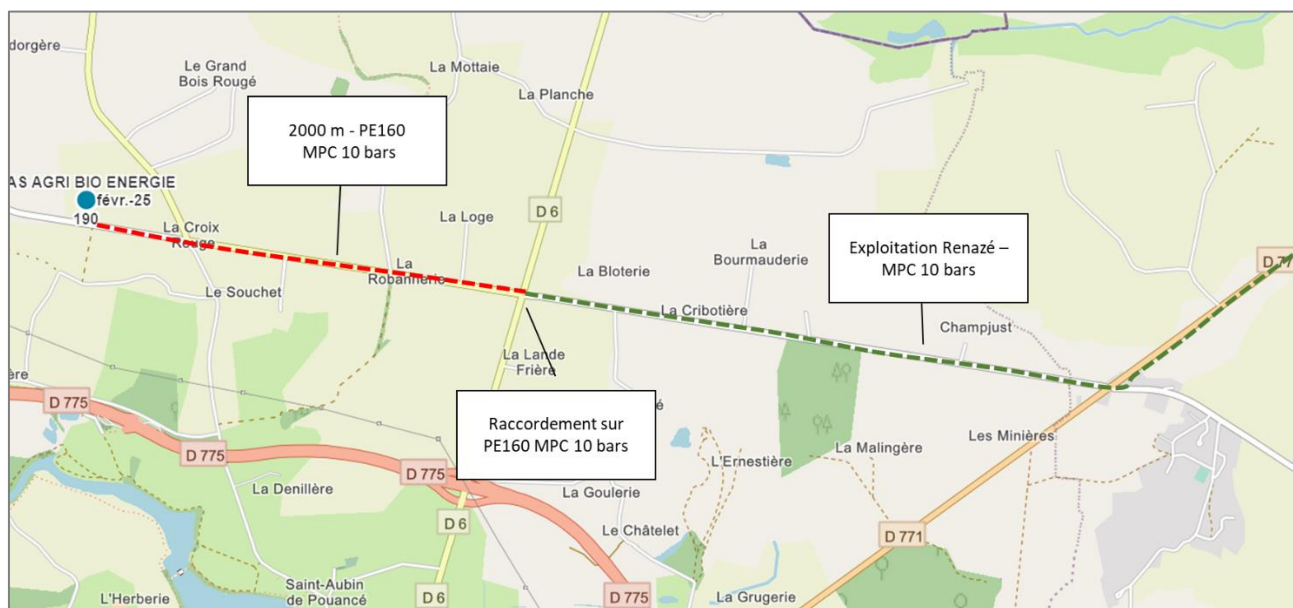 dorgère
Le Grand
Bois Rougé
La Mottaie
La Planche
2000 m - PE160
MPC 10 bars
AS AGRI BIO ENERGIE
févr.-25
190
La Croix
Rouge
La Loge
D 6
La
Robannerie
La Bloterie
La
Bourmauderie
Exploitation Renazé –
MPC 10 bars
D 77
Le Souchet
La Cribotière
Champjust
La Lande
Frière
ère
D 775
Raccordement sur
PE160 MPC 10 bars
é
D 775
D 775
L'Ernestière
La Malingère
Les Minières
La Denillère
La Goulerie
D 6
Le Châtelet
D 771
Saint-Aubin
de Pouancé
L'Herberie
D 6
D 775
La Grugerie